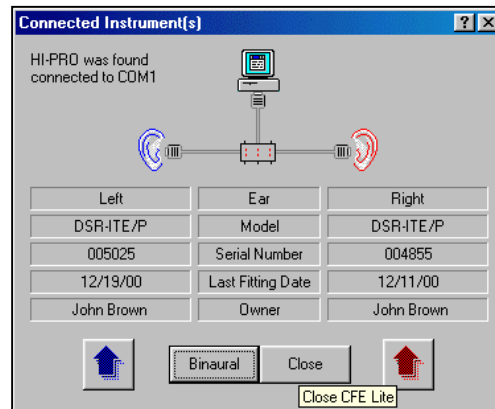 Connected Instrument(s)
HI-PRO was found
connected to COM1
Left Ear Right
DSR-ITE/P Model DSR-ITE/P
005025 Serial Number 004855
12/19/00 Last Fitting Date 12/11/00
John Brown Owner John Brown
Binaural Close
Close CFE Lite